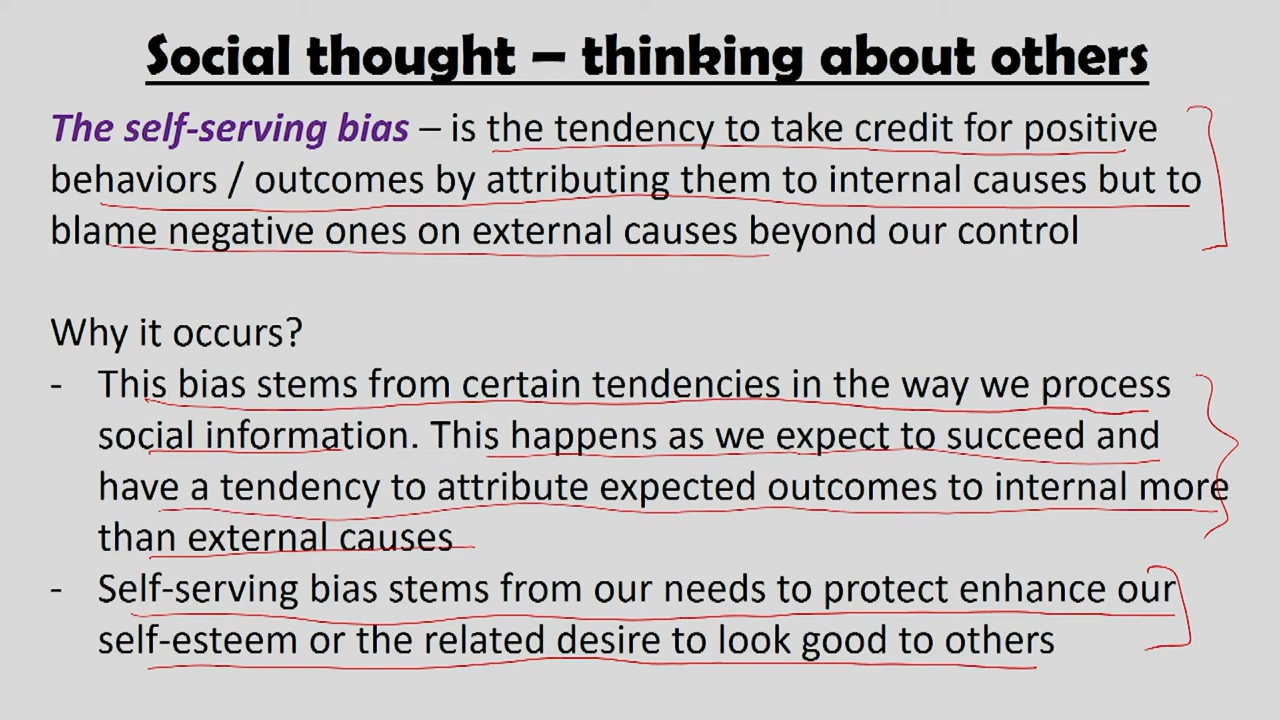 Social thought – thinking about others
The self-serving bias – is the tendency to take credit for positive
behaviors / outcomes by attributing them to internal causes but to
blame negative ones on external causes beyond our control
Why it occurs?
- This bias stems from certain tendencies in the way we process
social information. This happens as we expect to succeed and
have a tendency to attribute expected outcomes to internal more
than external causes
- Self-serving bias stems from our needs to protect enhance our
self-esteem or the related desire to look good to others